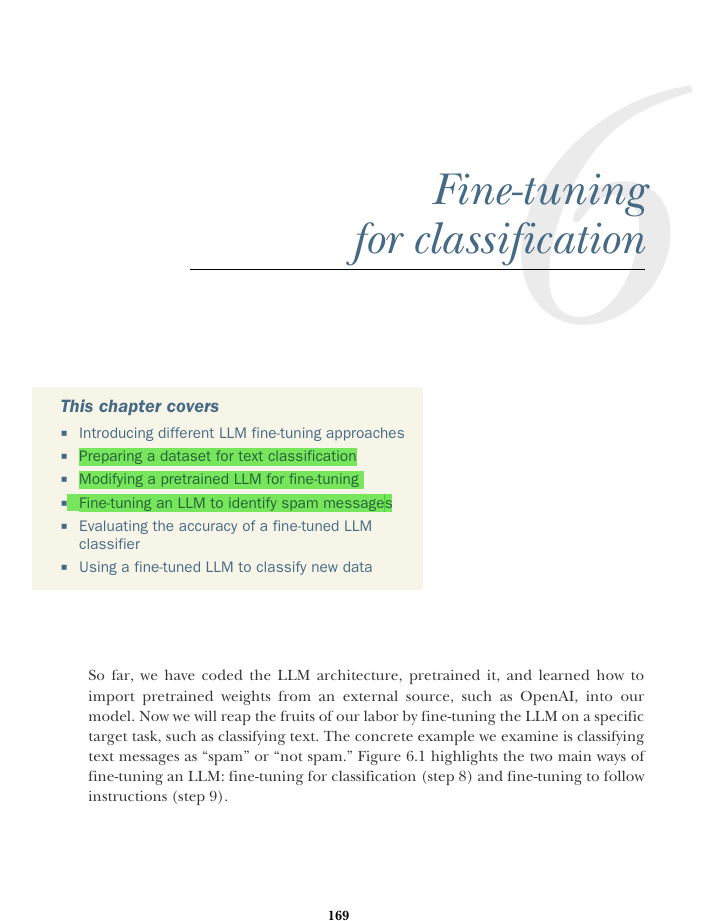 6
Fine-tuning
for classification
This chapter covers
■ Introducing different LLM fine-tuning approaches
■ Preparing a dataset for text classification
■ Modifying a pretrained LLM for fine-tuning
■ Fine-tuning an LLM to identify spam messages
■ Evaluating the accuracy of a fine-tuned LLM
classifier
■ Using a fine-tuned LLM to classify new data
So far, we have coded the LLM architecture, pretrained it, and learned how to
import pretrained weights from an external source, such as OpenAI, into our
model. Now we will reap the fruits of our labor by fine-tuning the LLM on a specific
target task, such as classifying text. The concrete example we examine is classifying
text messages as “spam” or “not spam.” Figure 6.1 highlights the two main ways of
fine-tuning an LLM: fine-tuning for classification (step 8) and fine-tuning to follow
instructions (step 9).
169